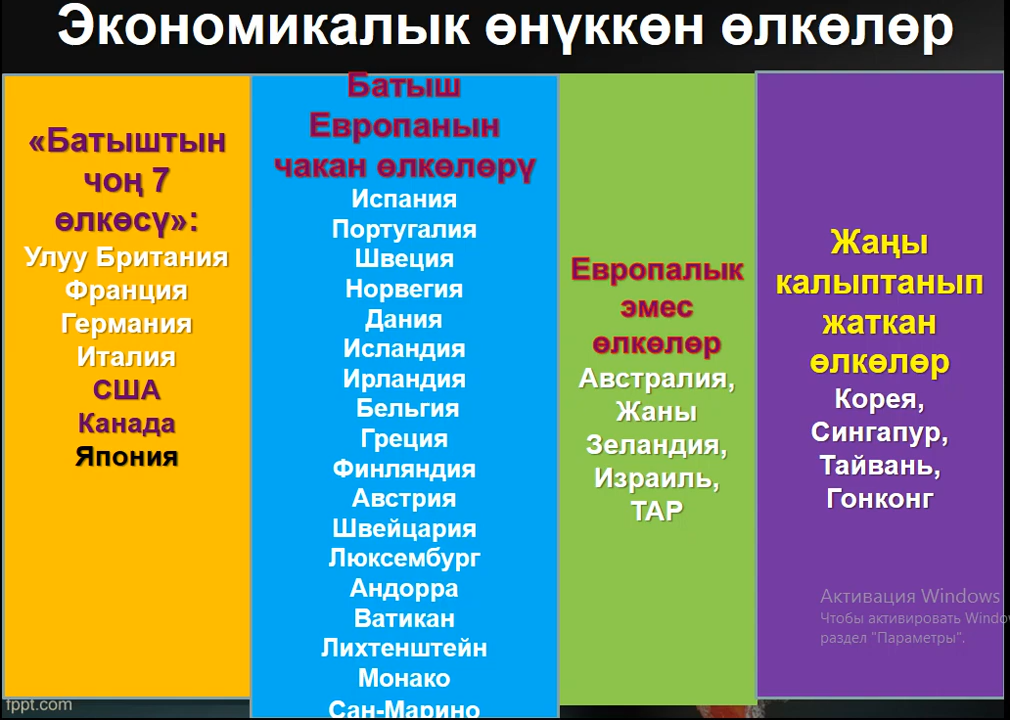 Экономикалык өнүккөн өлкөлөр
«Батыштын
чоң 7
өлкөсү»:
Улуу Британия
Франция
Германия
Италия
США
Канада
Япония
Батыш
Европанын
чакан өлкөлөрү
Испания
Португалия
Швеция
Норвегия
Дания
Исландия
Ирландия
Бельгия
Греция
Финляндия
Австрия
Швейцария
Люксембург
Андорра
Ватикан
Лихтенштейн
Монако
Сан-Марино
Европалык
эмес
өлкөлөр
Австралия,
Жаны
Зеландия,
Израиль,
ТАР
Жаңы
калыптанып
жаткан
өлкөлөр
Корея,
Сингапур,
Тайвань,
Гонконг
Активация Windows
Чтобы активировать Windo
раздел "Параметры".
fppt.com